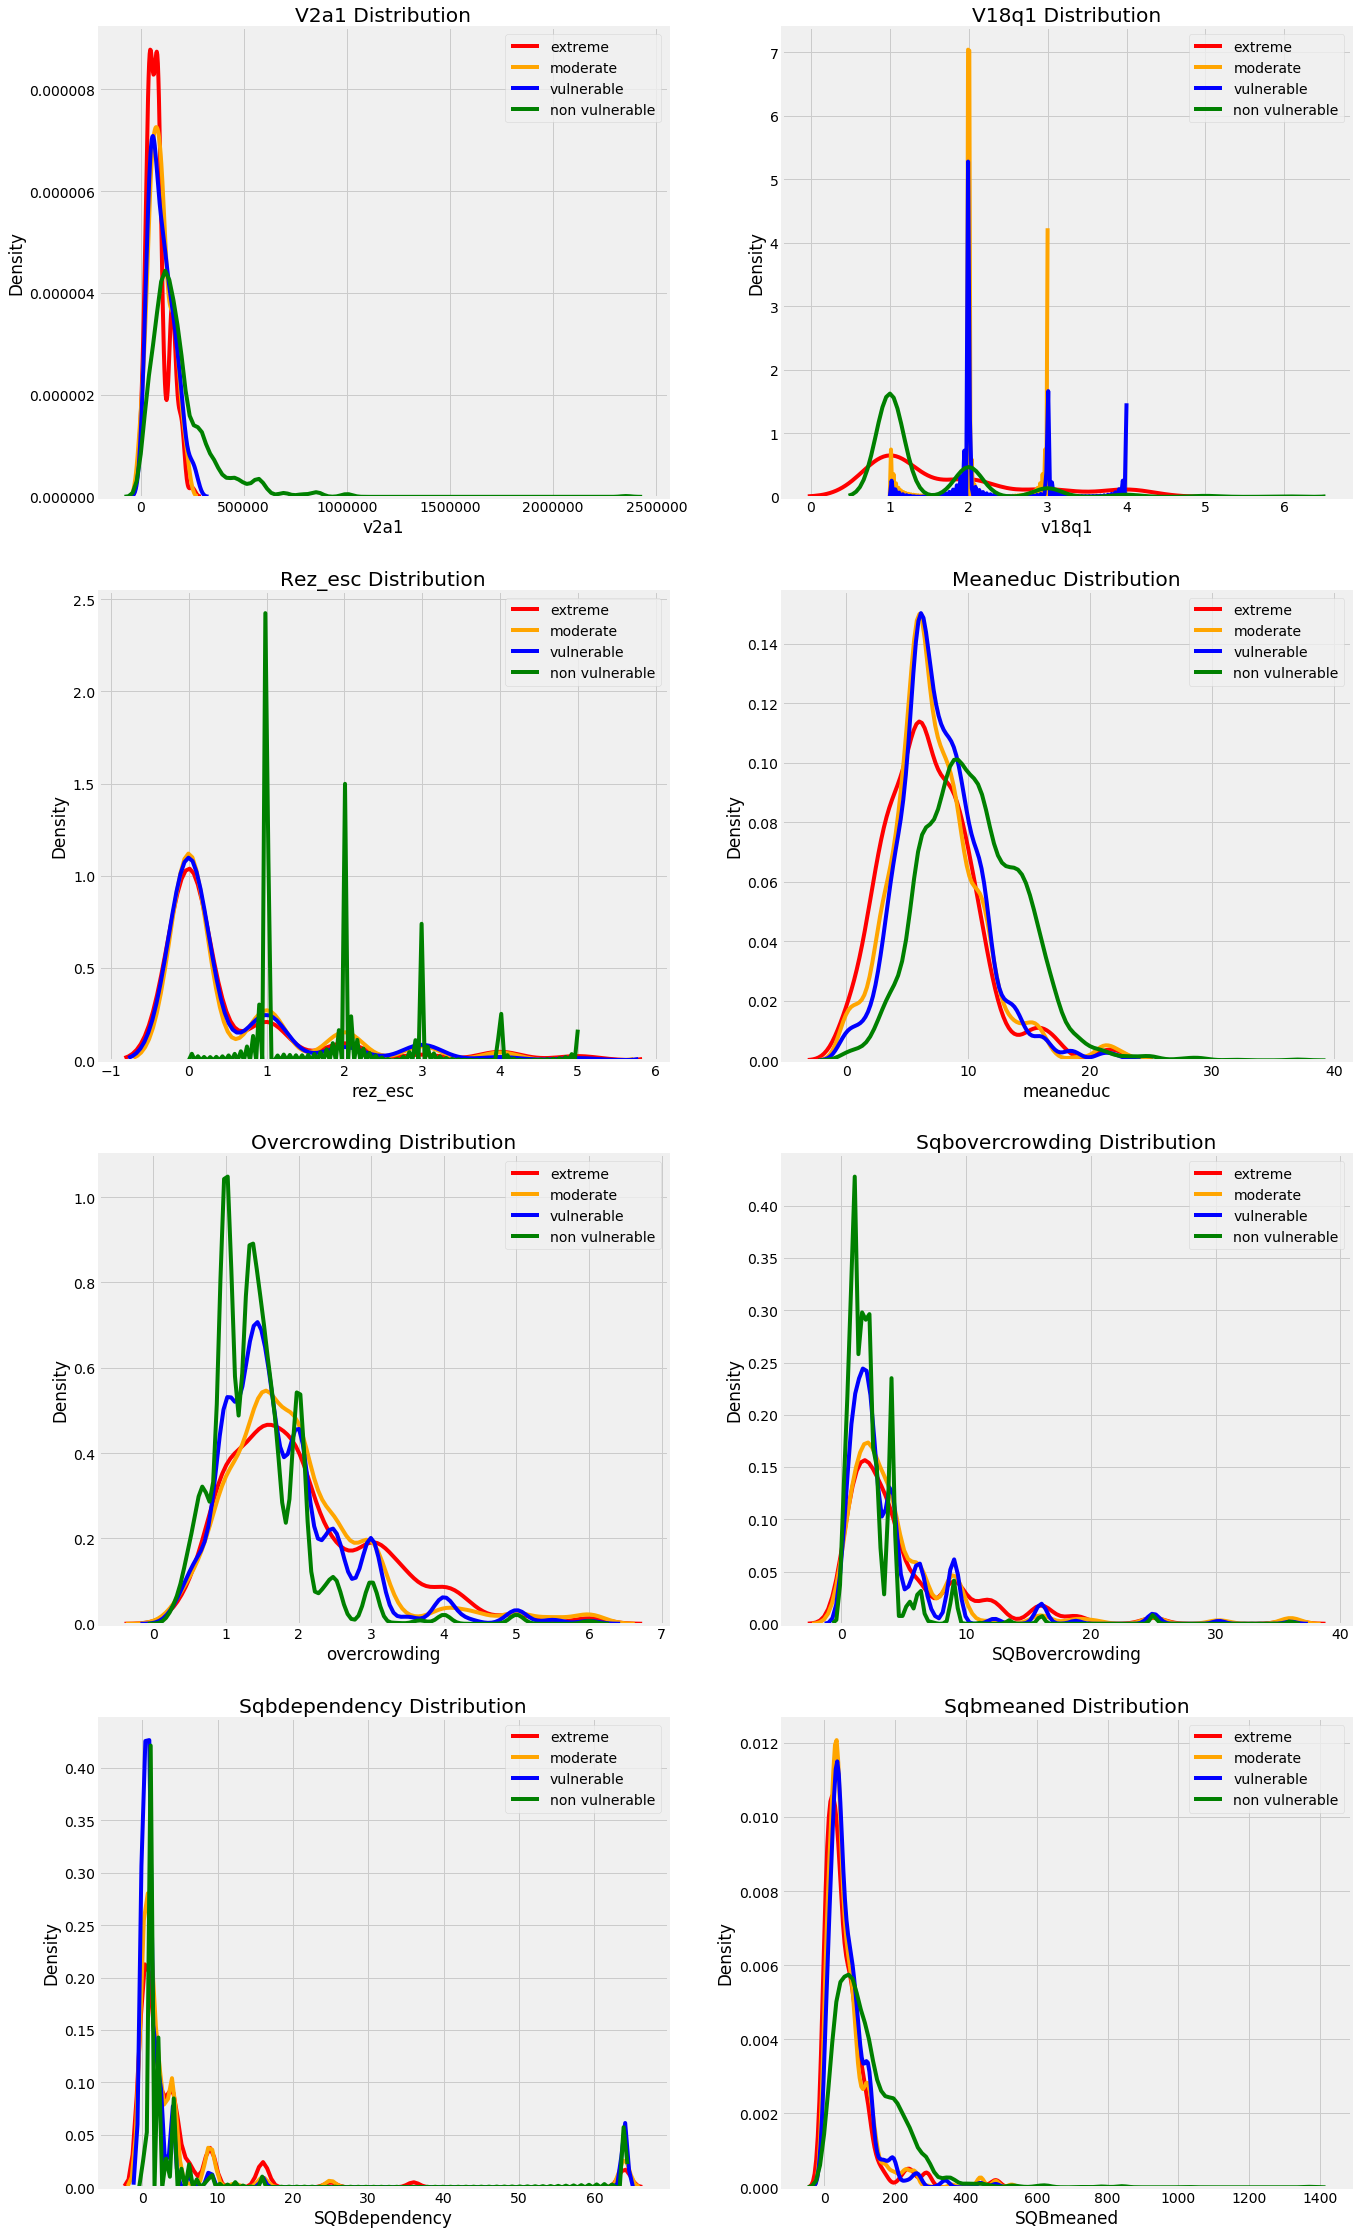 V2a1 Distribution
extreme
moderate
vulnerable
non vulnerable
Density
0.000008
0.000006
0.000004
0.000002
0.000000
0 500000 1000000 1500000 2000000 2500000
v2a1
V18q1 Distribution
extreme
moderate
vulnerable
non vulnerable
Density
7
6
5
4
3
2
1
0
0 1 2 3 4 5 6
v18q1
Rez_esc Distribution
extreme
moderate
vulnerable
non vulnerable
Density
2.5
2.0
1.5
1.0
0.5
0.0
−1 0 1 2 3 4 5 6
rez_esc
Meaneduc Distribution
extreme
moderate
vulnerable
non vulnerable
Density
0.14
0.12
0.10
0.08
0.06
0.04
0.02
0.00
0 10 20 30 40
meaneduc
Overcrowding Distribution
extreme
moderate
vulnerable
non vulnerable
Density
1.0
0.8
0.6
0.4
0.2
0.0
0 1 2 3 4 5 6 7
overcrowding
Sqbovercrowding Distribution
extreme
moderate
vulnerable
non vulnerable
Density
0.40
0.35
0.30
0.25
0.20
0.15
0.10
0.05
0.00
0 10 20 30 40
SQBovercrowding
Sqbdependency Distribution
extreme
moderate
vulnerable
non vulnerable
Density
0.40
0.35
0.30
0.25
0.20
0.15
0.10
0.05
0.00
0 10 20 30 40 50 60
SQBdependency
Sqbmeaned Distribution
extreme
moderate
vulnerable
non vulnerable
Density
0.012
0.010
0.008
0.006
0.004
0.002
0.000
0 200 400 600 800 1000 1200 1400
SQBmeaned